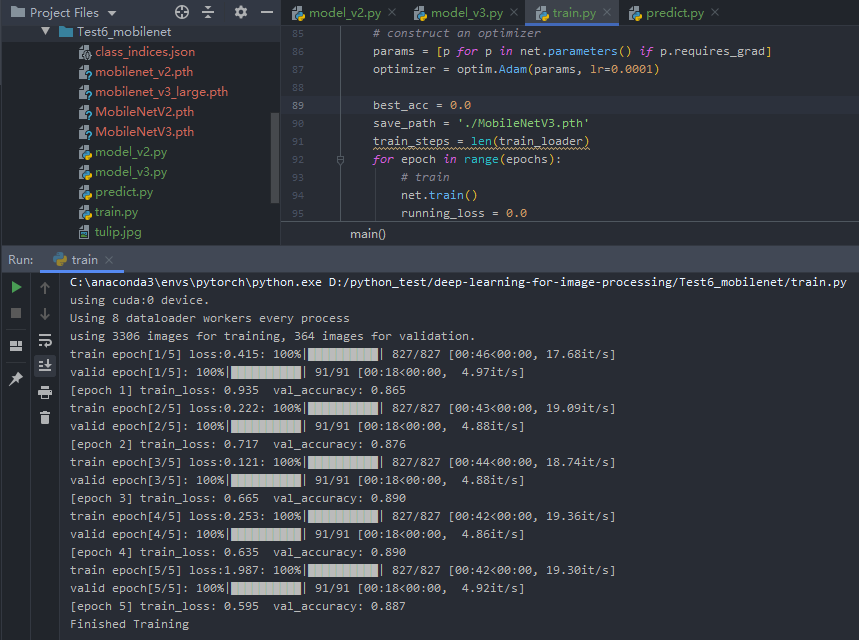 Project Files
model_v2.py
model_v3.py
train.py
predict.py
Test6_mobilenet
class_indices.json
mobilenet_v2.pth
mobilenet_v3_large.pth
MobileNetV2.pth
MobileNetV3.pth
model_v2.py
model_v3.py
predict.py
train.py
tulip.jpg
85 # construct an optimizer
86 params = [p for p in net.parameters() if p.requires_grad]
87 optimizer = optim.Adam(params, lr=0.0001)
88
89 best_acc = 0.0
90 save_path = './MobileNetV3.pth'
91 train_steps = len(train_loader)
92 for epoch in range(epochs):
93 # train
94 net.train()
95 running_loss = 0.0
main()
Run: train
C:\anaconda3\envs\pytorch\python.exe D:/python_test/deep-learning-for-image-processing/Test6_mobilenet/train.py
using cuda:0 device.
Using 8 dataloader workers every process
using 3306 images for training, 364 images for validation.
train epoch[1/5] loss:0.415: 100%|██████████| 827/827 [00:46<00:00, 17.68it/s]
valid epoch[1/5]: 100%|██████████| 91/91 [00:18<00:00,  4.97it/s]
[epoch 1] train_loss: 0.935  val_accuracy: 0.865
train epoch[2/5] loss:0.222: 100%|██████████| 827/827 [00:43<00:00, 19.09it/s]
valid epoch[2/5]: 100%|██████████| 91/91 [00:18<00:00,  4.88it/s]
[epoch 2] train_loss: 0.717  val_accuracy: 0.876
train epoch[3/5] loss:0.121: 100%|██████████| 827/827 [00:44<00:00, 18.74it/s]
valid epoch[3/5]: 100%|██████████| 91/91 [00:18<00:00,  4.88it/s]
[epoch 3] train_loss: 0.665  val_accuracy: 0.890
train epoch[4/5] loss:0.253: 100%|██████████| 827/827 [00:42<00:00, 19.36it/s]
valid epoch[4/5]: 100%|██████████| 91/91 [00:18<00:00,  4.86it/s]
[epoch 4] train_loss: 0.635  val_accuracy: 0.890
train epoch[5/5] loss:1.987: 100%|██████████| 827/827 [00:42<00:00, 19.30it/s]
valid epoch[5/5]: 100%|██████████| 91/91 [00:18<00:00,  4.92it/s]
[epoch 5] train_loss: 0.595  val_accuracy: 0.887
Finished Training